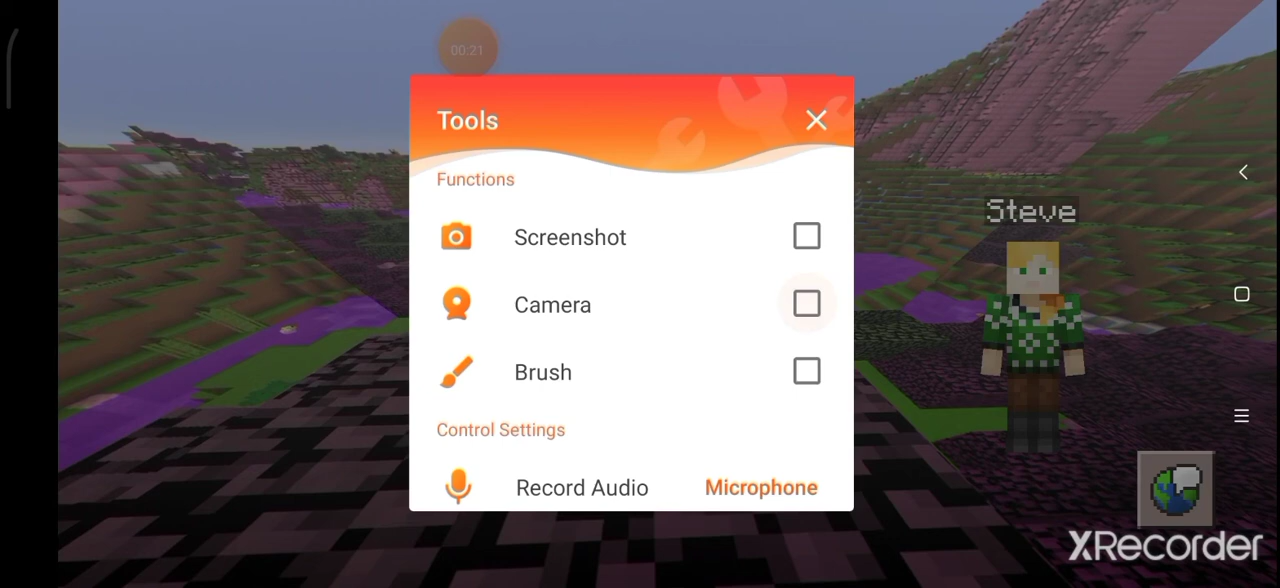 00:21
Tools
Functions
Screenshot
Camera
Brush
Control Settings
Record Audio Microphone
Steve
XRecorder